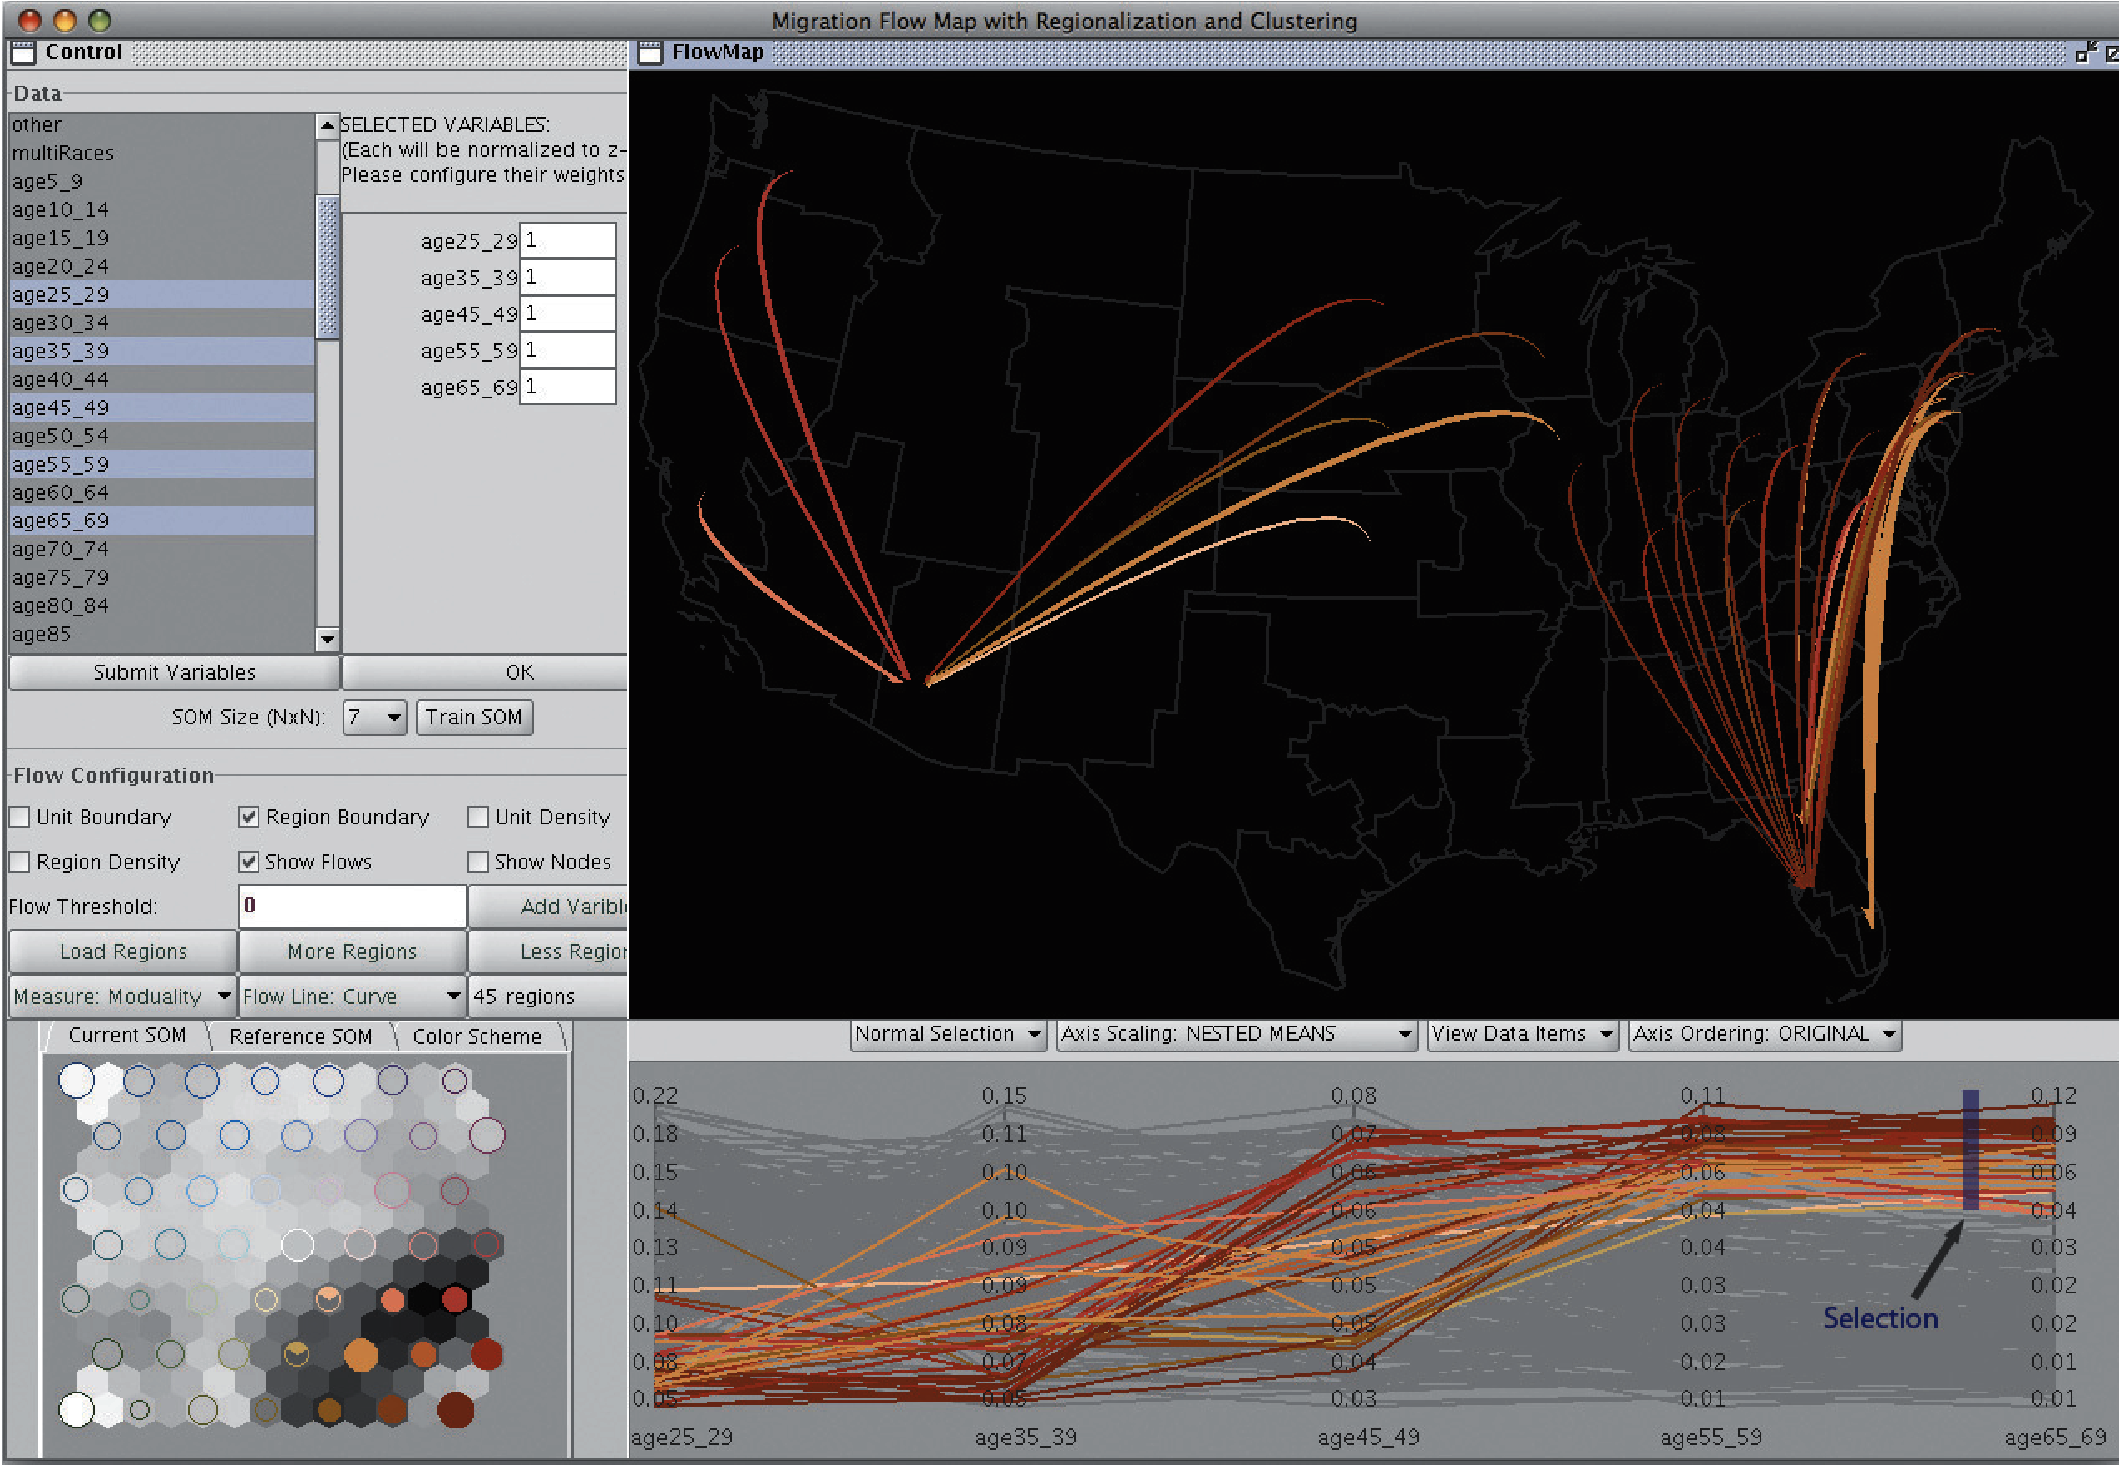 Migration Flow Map with Regionalization and Clustering
Control
FlowMap
Data
other
multiRaces
age5_9
age10_14
age15_19
age20_24
age25_29
age30_34
age35_39
age40_44
age45_49
age50_54
age55_59
age60_64
age65_69
age70_74
age75_79
age80_84
age85
SELECTED VARIABLES:
(Each will be normalized to z-
Please configure their weights
age25_29 1
age35_39 1
age45_49 1
age55_59 1
age65_69 1
Submit Variables
OK
SOM Size (NxN): 7 Train SOM
Flow Configuration
Unit Boundary Region Boundary Unit Density
Region Density Show Flows Show Nodes
Flow Threshold: 0 Add Varibl
Load Regions More Regions Less Region
Measure: Moduality Flow Line: Curve 45 regions
Current SOM Reference SOM Color Scheme
Normal Selection Axis Scaling: NESTED MEANS View Data Items Axis Ordering: ORIGINAL
0.22 0.15 0.08 0.11 0.12
0.18 0.11 0.07 0.08 0.09
0.15 0.10 0.06 0.06 0.06
0.14 0.10 0.06 0.04 0.04
0.13 0.09 0.05 0.04 0.03
0.11 0.09 0.05 0.03 0.02
0.10 0.08 0.05 0.03 0.02
0.08 0.07 0.04 0.02 0.01
0.05 0.05 0.03 0.01 0.01
Selection
age25_29 age35_39 age45_49 age55_59 age65_69